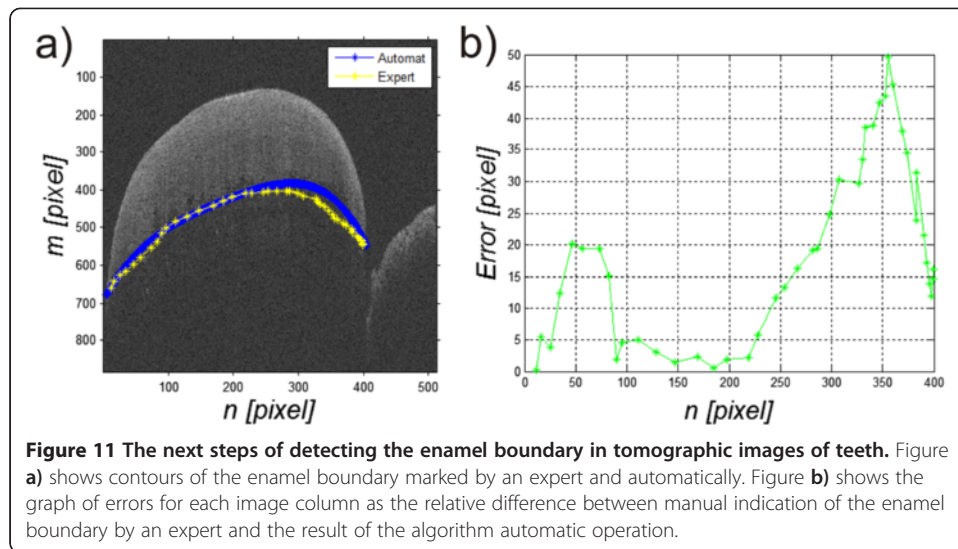 a)
Automat
Expert
100
200
300
400
500
600
700
800
m [pixel]
100
200
300
400
500
n [pixel]
b)
50
45
40
35
30
25
20
15
10
5
0
Error [pixel]
0
50
100
150
200
250
300
350
400
n [pixel]
Figure 11 The next steps of detecting the enamel boundary in tomographic images of teeth. Figure
a) shows contours of the enamel boundary marked by an expert and automatically. Figure b) shows the
graph of errors for each image column as the relative difference between manual indication of the enamel
boundary by an expert and the result of the algorithm automatic operation.